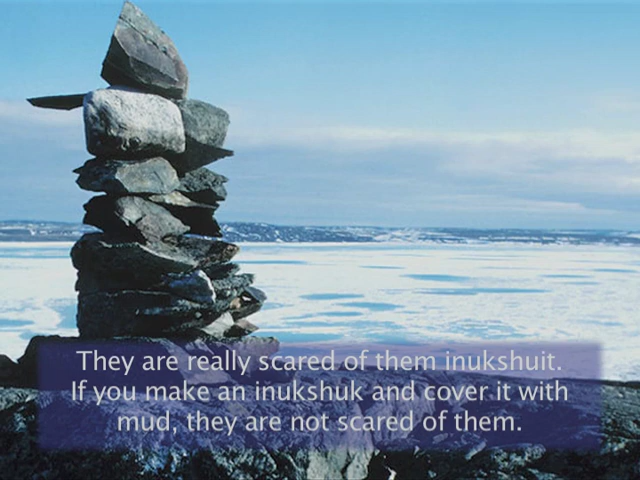 They are really scared of them inukshuit.
If you make an inukshuk and cover it with
mud, they are not scared of them.